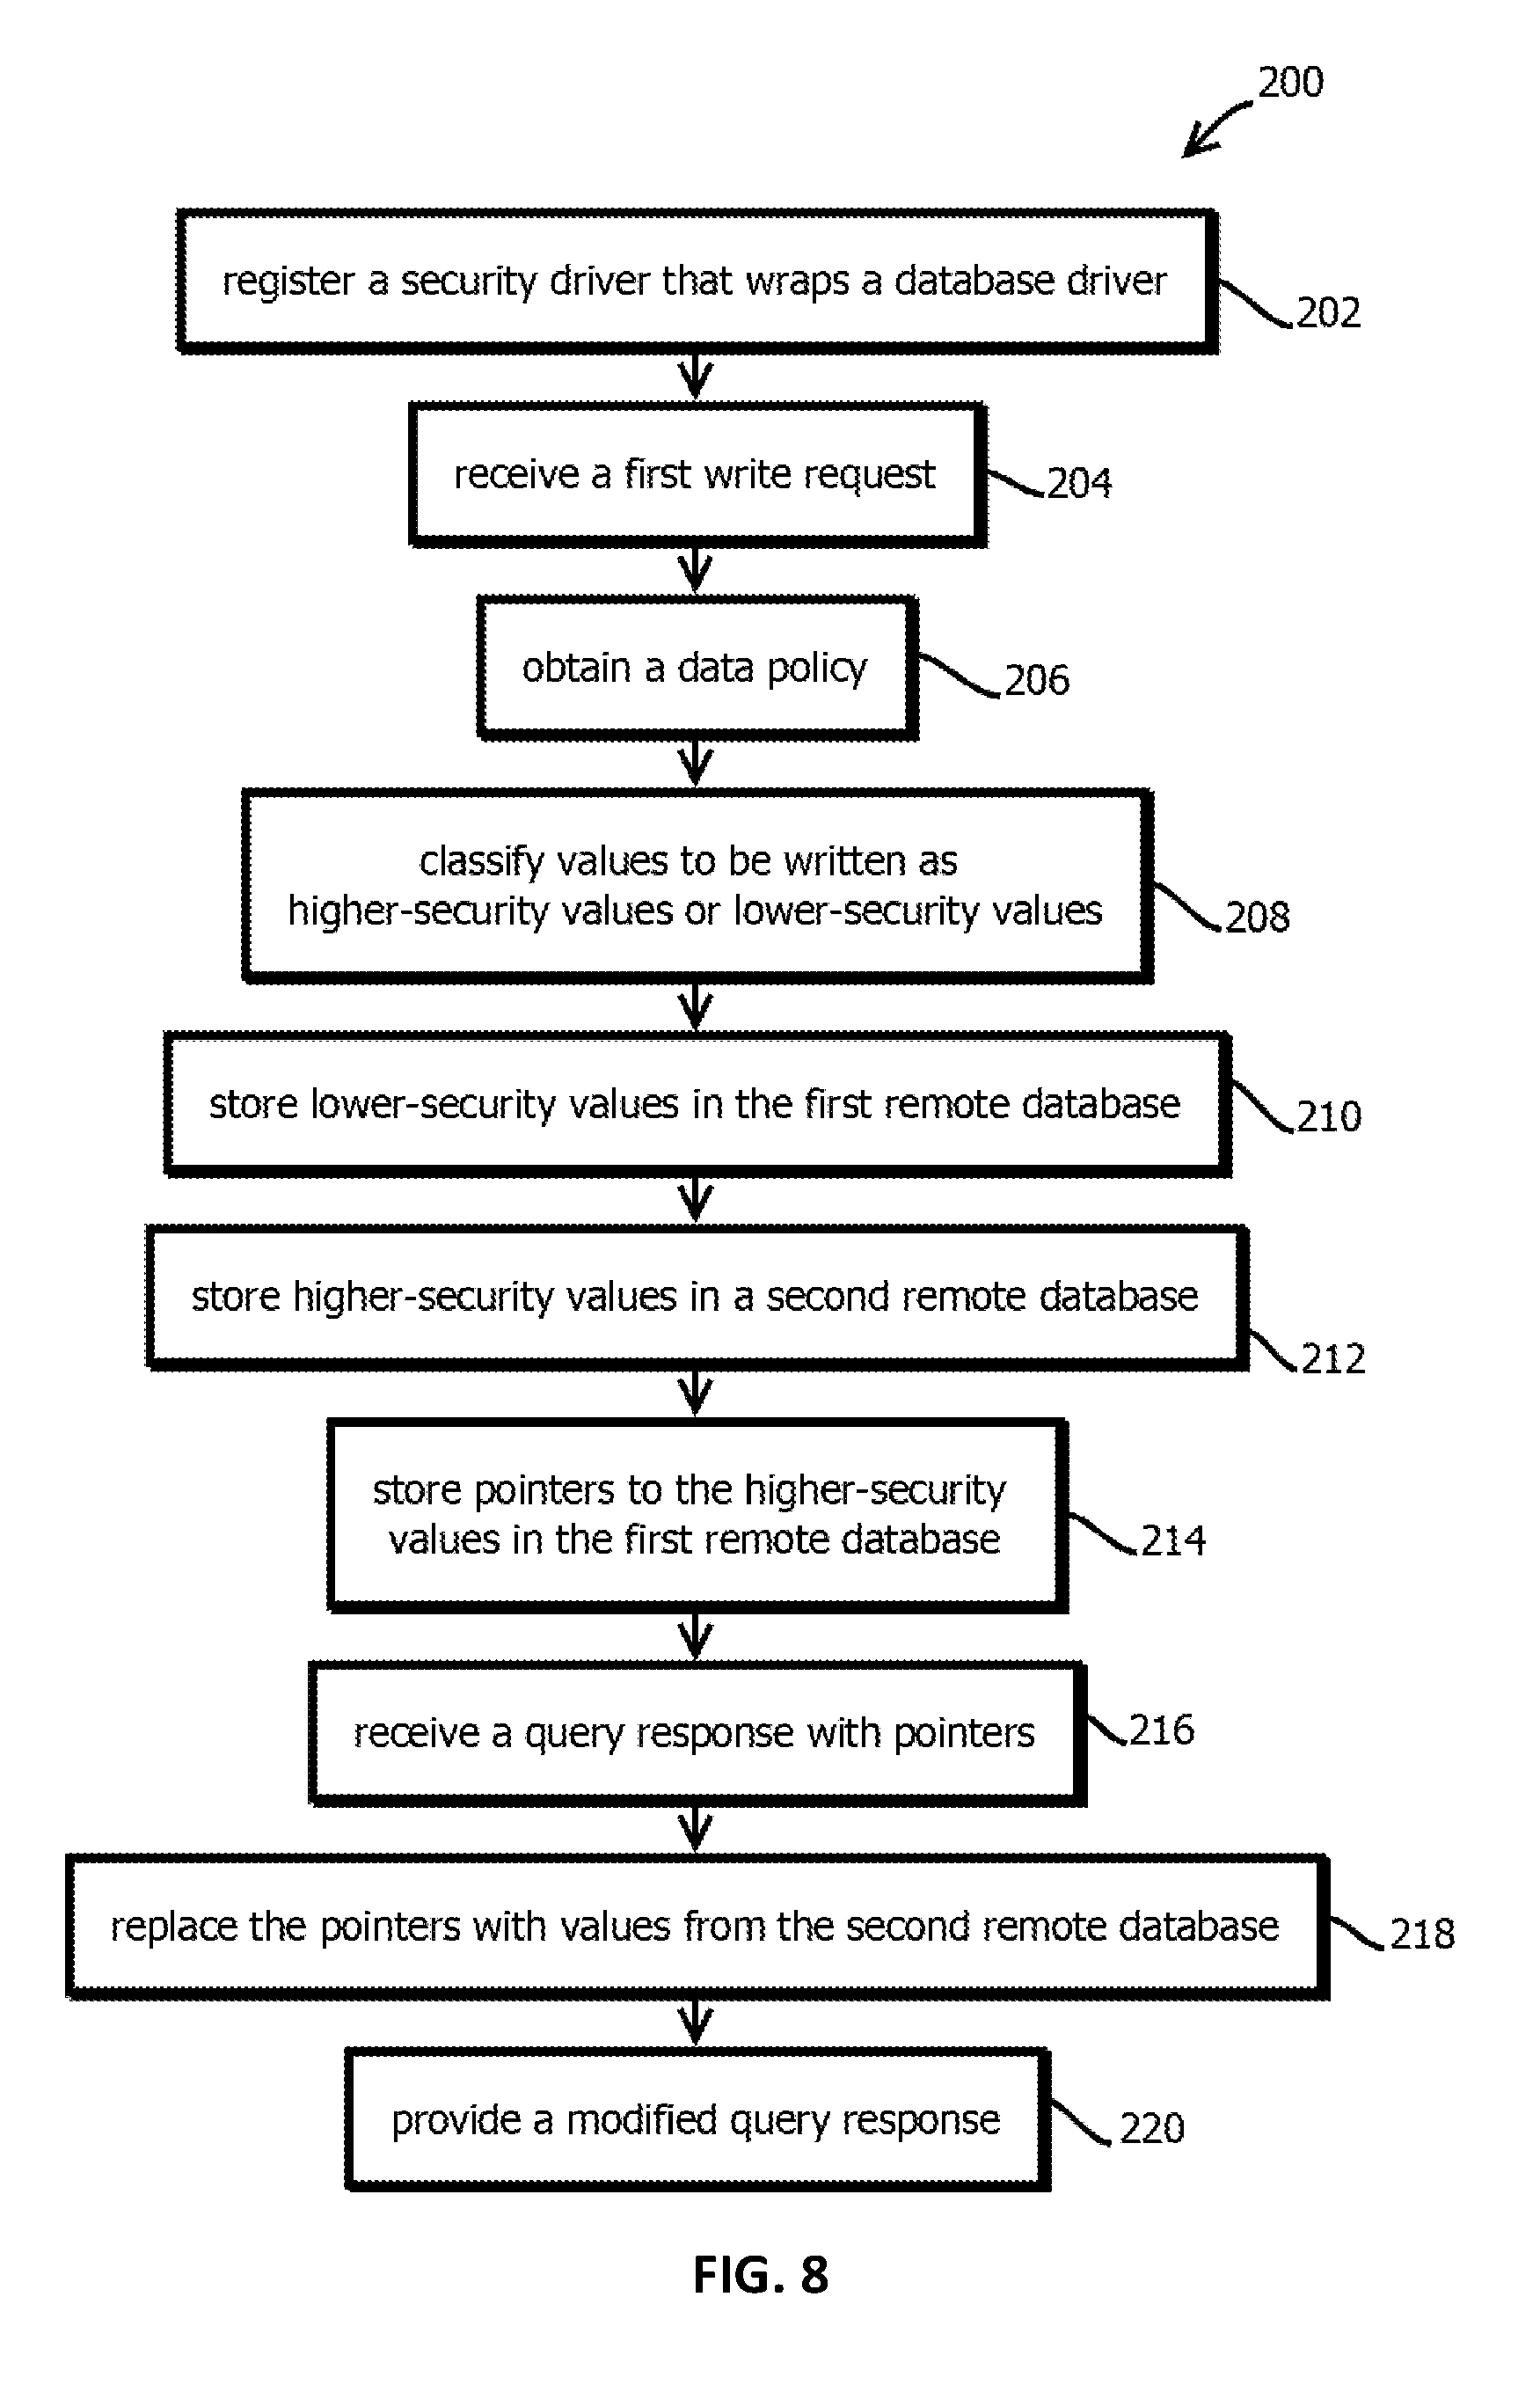 200
register a security driver that wraps a database driver
202
receive a first write request
204
obtain a data policy
206
classify values to be written as
higher-security values or lower-security values
208
store lower-security values in the first remote database
210
store higher-security values in a second remote database
212
store pointers to the higher-security
values in the first remote database
214
receive a query response with pointers
216
replace the pointers with values from the second remote database
218
provide a modified query response
220
FIG. 8